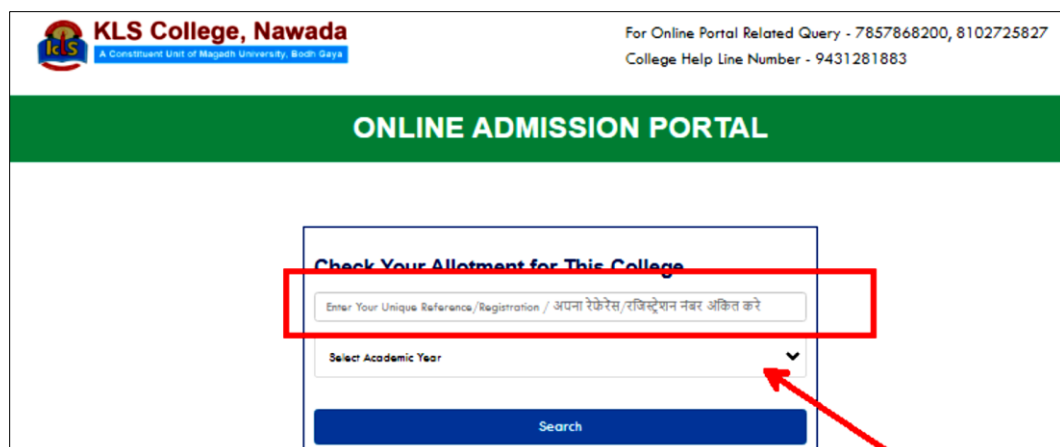 KLS College, Nawada
A Constituent Unit of Magadh University, Bodh Gaya
For Online Portal Related Query - 7857868200, 8102725827
College Help Line Number - 9431281883
ONLINE ADMISSION PORTAL
Check Your Allotment for This College
Enter Your Unique Reference/Registration / अपना रेफेरेंस/रजिस्ट्रेशन नंबर अंकित करे
Select Academic Year
Search